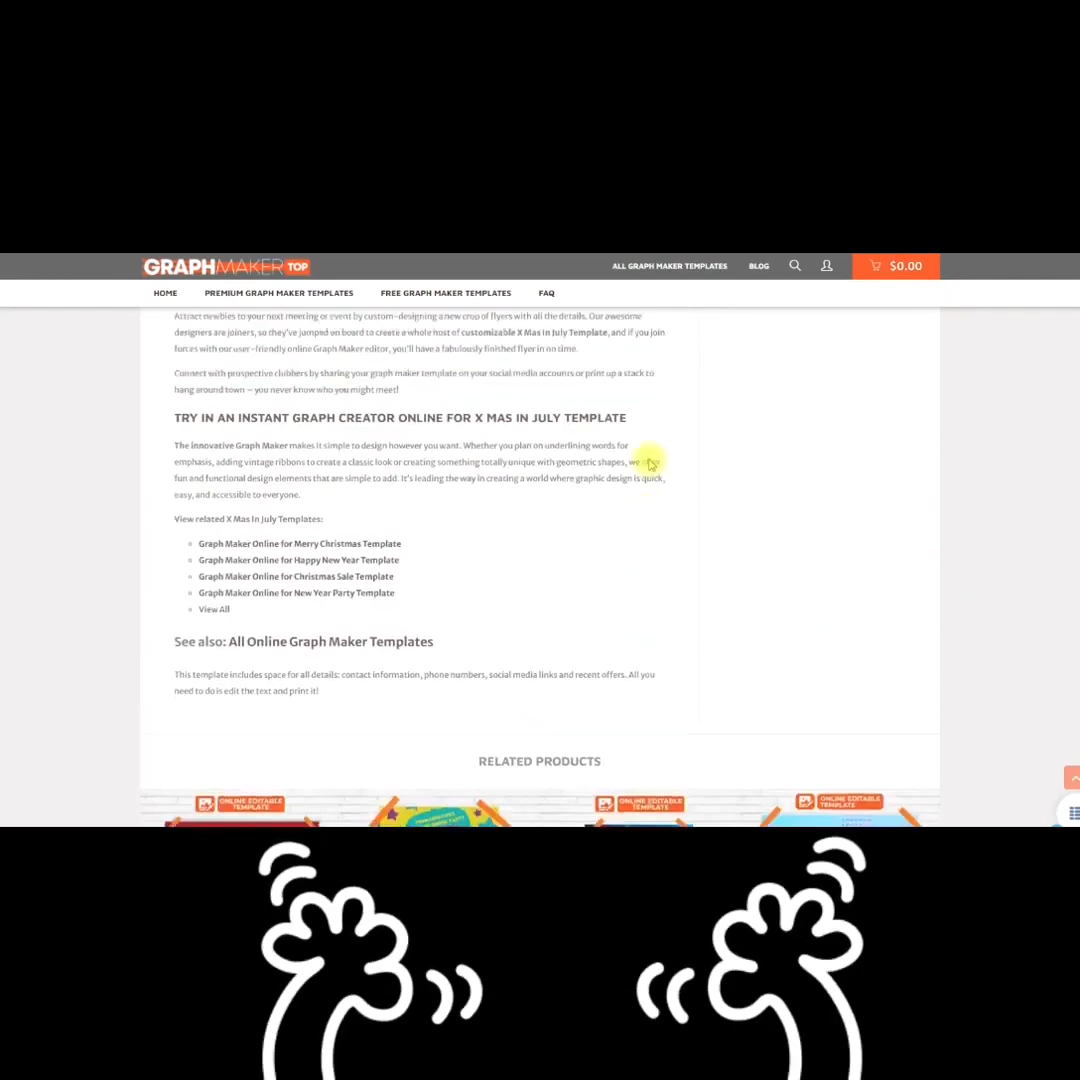 GRAPHMAKER TOP
ALL GRAPH MAKER TEMPLATES BLOG $0.00
HOME PREMIUM GRAPH MAKER TEMPLATES FREE GRAPH MAKER TEMPLATES FAQ
Attract newbies to your next meeting or event by custom-designing a new crop of flyers with all the details. Our awesome
designers are joiners, so they've jumped on board to create a whole host of customizable X Mas In July Template, and if you join
forces with our user-friendly online Graph Maker editor, you'll have a fabulously finished flyer in no time.
Connect with prospective clubbers by sharing your graph maker template on your social media accounts or print up a stack to
hang around town – you never know who you might meet!
TRY IN AN INSTANT GRAPH CREATOR ONLINE FOR X MAS IN JULY TEMPLATE
The innovative Graph Maker makes it simple to design however you want. Whether you plan on underlining words for
emphasis, adding vintage ribbons to create a classic look or creating something totally unique with geometric shapes, we
fun and functional design elements that are simple to add. It's leading the way in creating a world where graphic design is quick,
easy, and accessible to everyone.
View related X Mas In July Templates:
Graph Maker Online for Merry Christmas Template
Graph Maker Online for Happy New Year Template
Graph Maker Online for Christmas Sale Template
Graph Maker Online for New Year Party Template
View All
See also: All Online Graph Maker Templates
This template includes space for all details: contact information, phone numbers, social media links and recent offers. All you
need to do is edit the text and print it!
RELATED PRODUCTS
ONLINE EDITABLE TEMPLATE ONLINE EDITABLE TEMPLATE ONLINE EDITABLE TEMPLATE